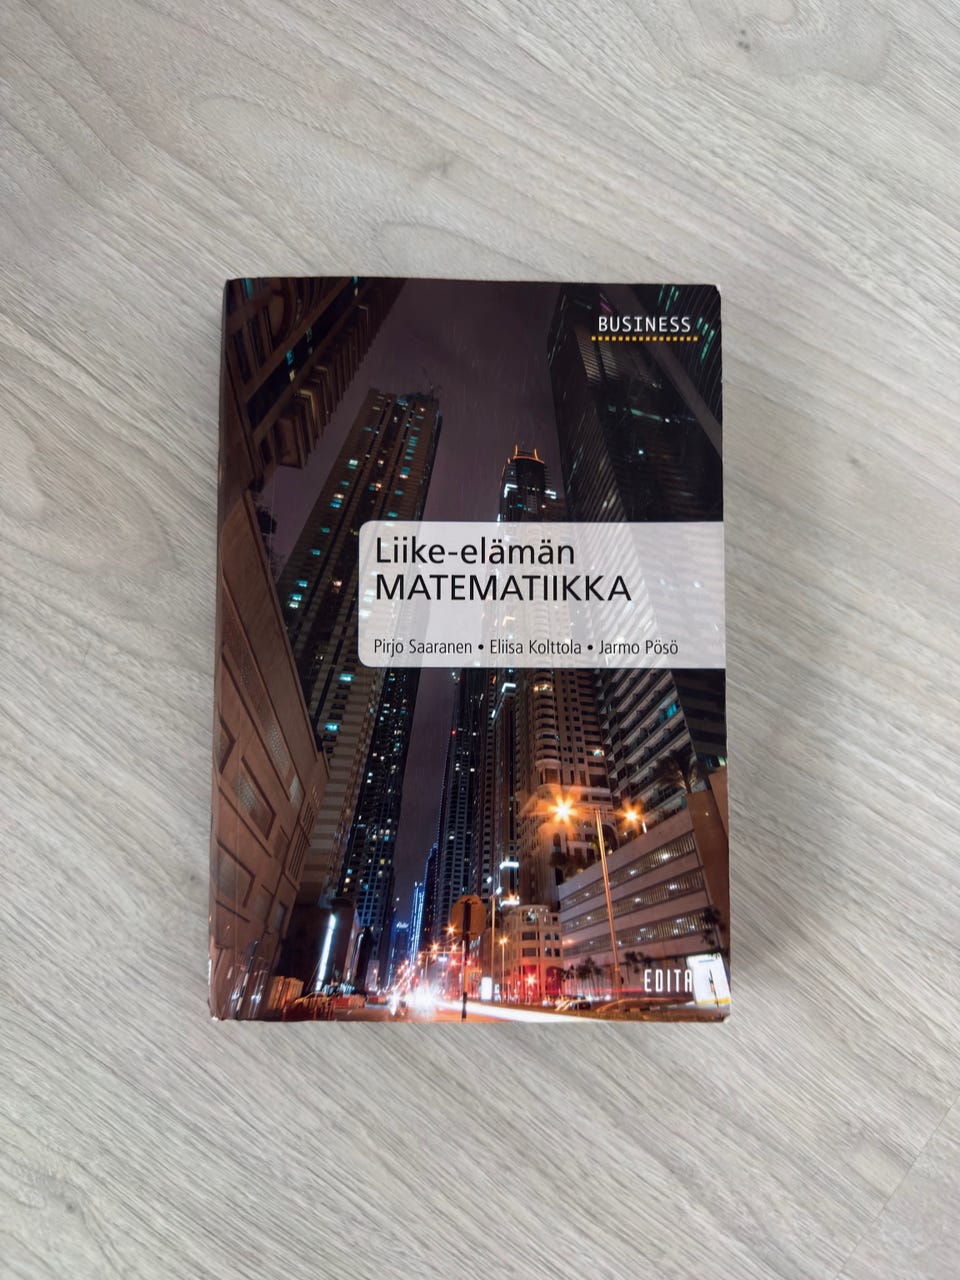 BUSINESS
Liike-elämän
MATEMATIIKKA
Pirjo Saaranen • Eliisa Kolttola • Jarmo Pösö
EDITA